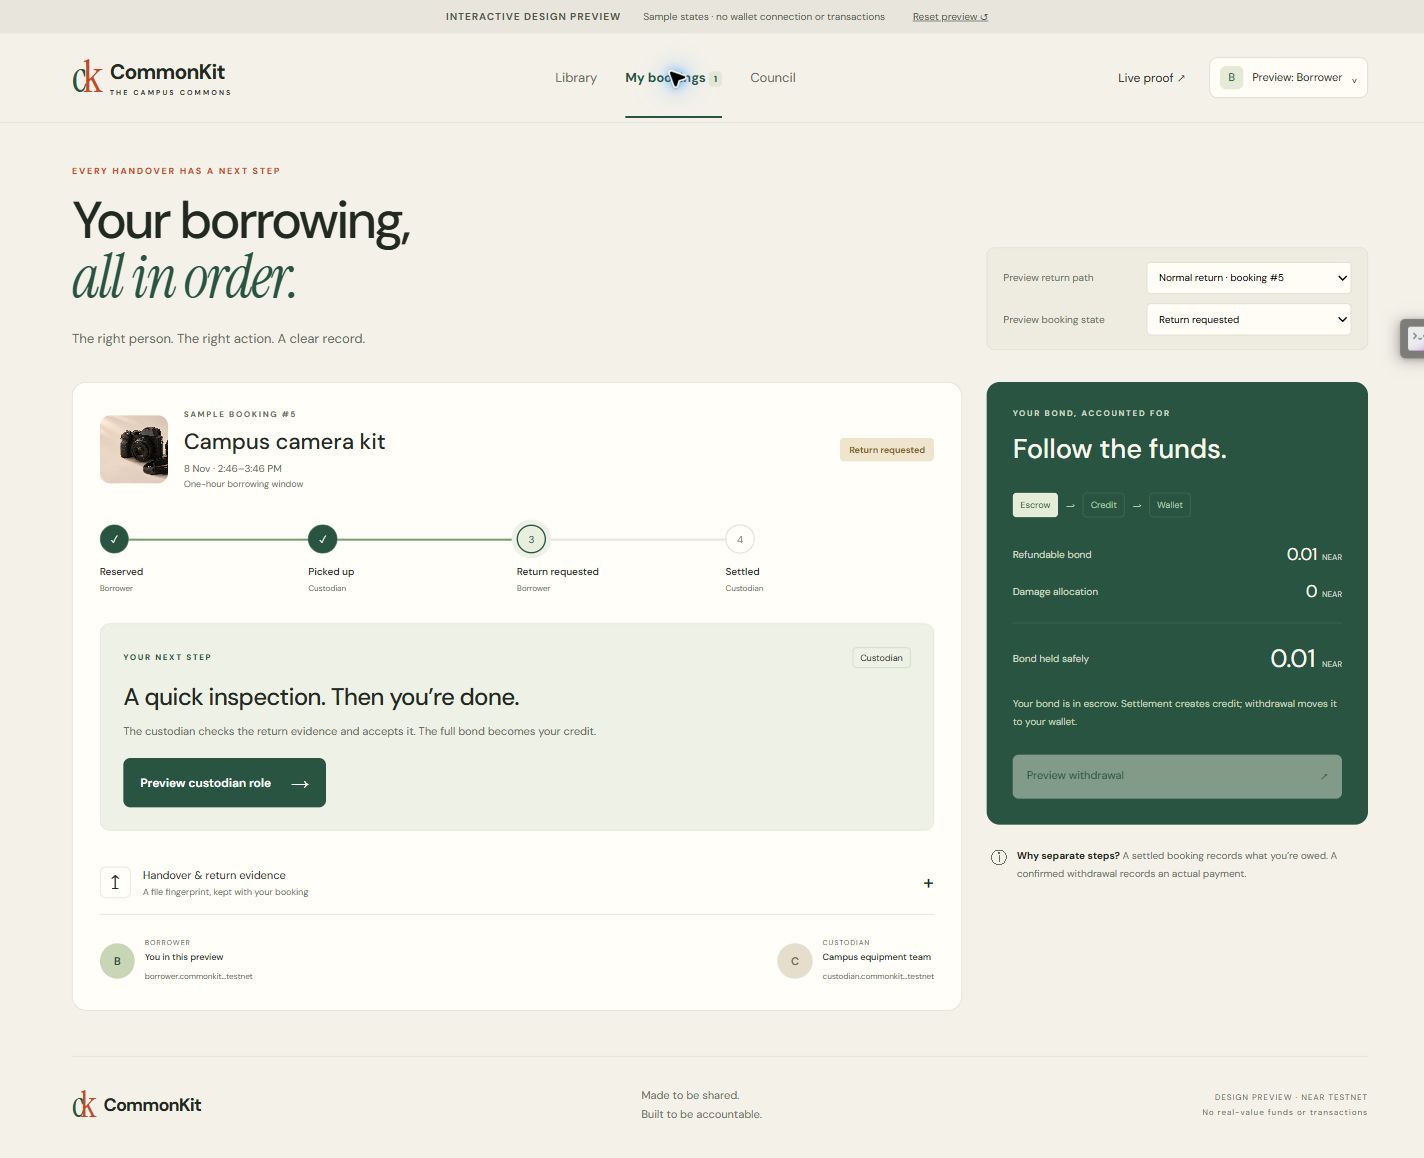 INTERACTIVE DESIGN PREVIEW Sample states · no wallet connection or transactions Reset preview ↺
CommonKit
THE CAMPUS COMMONS
Library
My bookings 1
Council
Live proof ↗
B Preview: Borrower
EVERY HANDOVER HAS A NEXT STEP
Your borrowing,
all in order.
The right person. The right action. A clear record.
Preview return path Normal return · booking #5
Preview booking state Return requested
SAMPLE BOOKING #5
Campus camera kit
8 Nov · 2:46–3:46 PM
One-hour borrowing window
Return requested
✓ ✓ 3 4
Reserved Picked up Return requested Settled
Borrower Custodian Borrower Custodian
YOUR NEXT STEP
Custodian
A quick inspection. Then you’re done.
The custodian checks the return evidence and accepts it. The full bond becomes your credit.
Preview custodian role →
Handover & return evidence
A file fingerprint, kept with your booking
+
B
BORROWER
You in this preview
borrower.commonkit…testnet
C
CUSTODIAN
Campus equipment team
custodian.commonkit…testnet
YOUR BOND, ACCOUNTED FOR
Follow the funds.
Escrow → Credit → Wallet
Refundable bond 0.01 NEAR
Damage allocation 0 NEAR
Bond held safely 0.01 NEAR
Your bond is in escrow. Settlement creates credit; withdrawal moves it
to your wallet.
Preview withdrawal ↗
Why separate steps? A settled booking records what you’re owed. A
confirmed withdrawal records an actual payment.
ck CommonKit
Made to be shared.
Built to be accountable.
DESIGN PREVIEW · NEAR TESTNET
No real-value funds or transactions